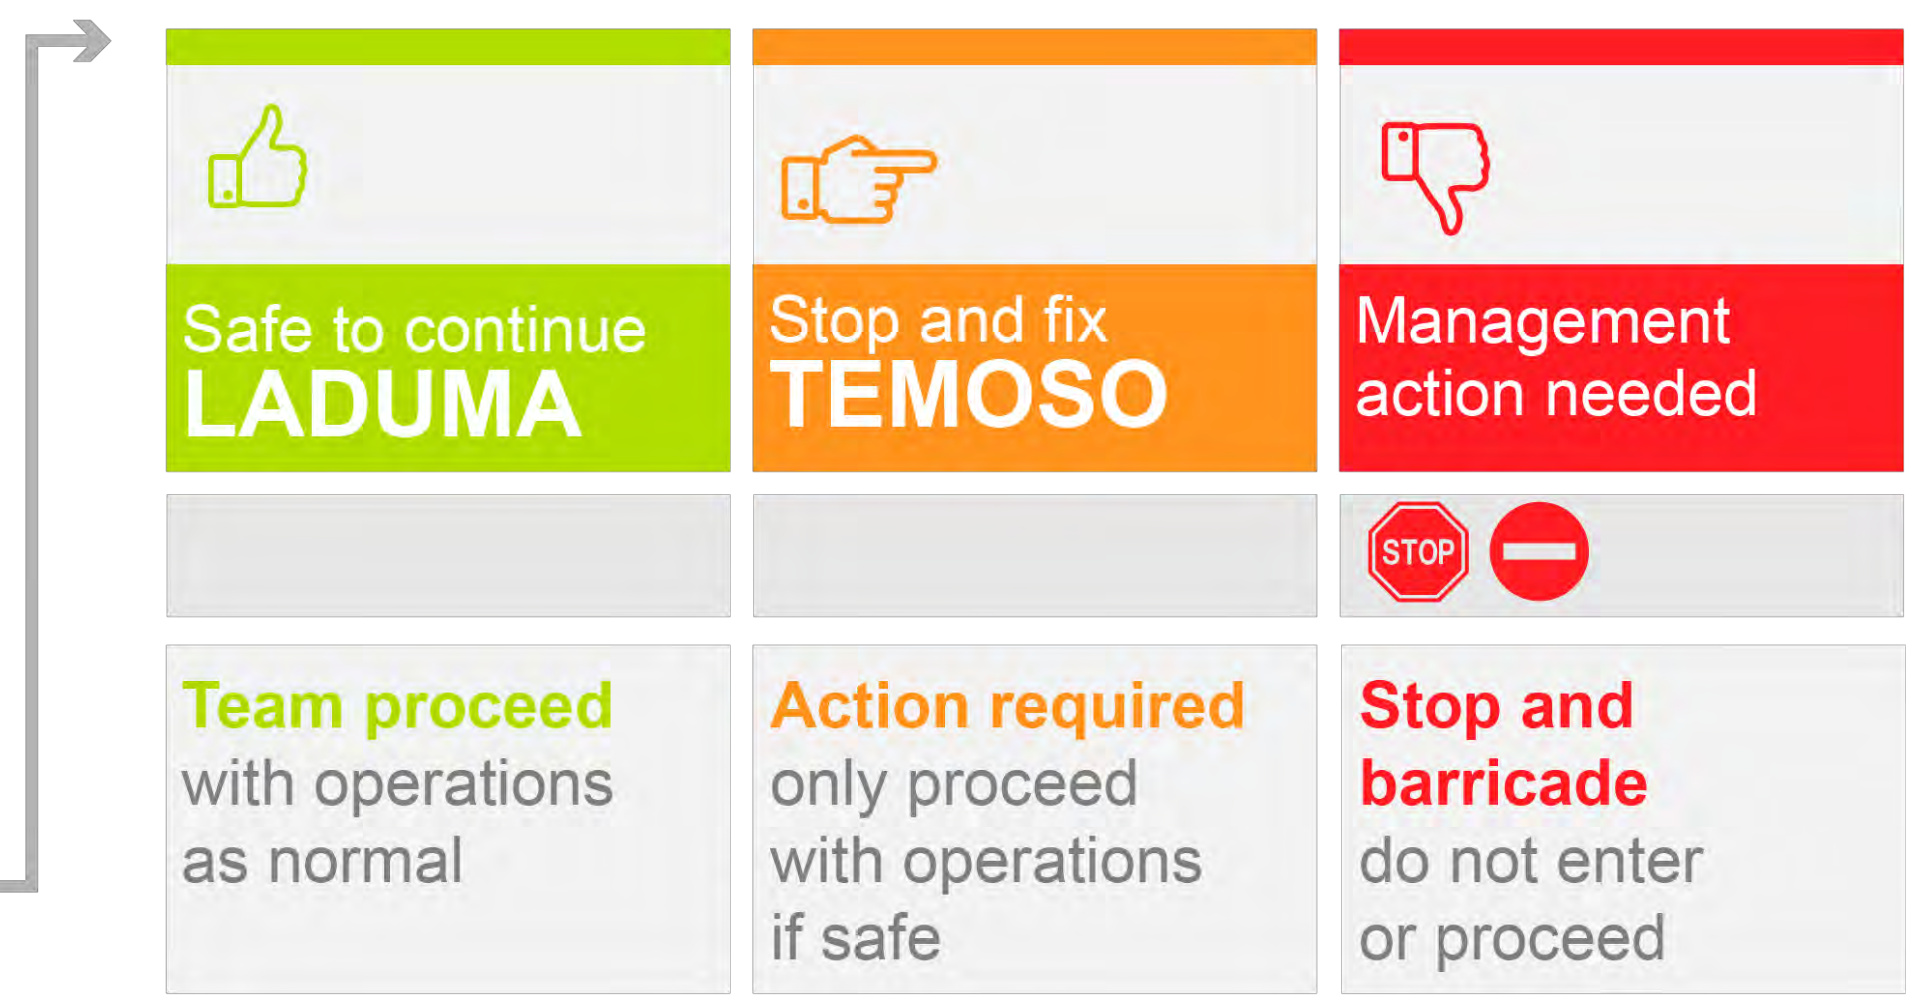 Safe to continue
LADUMA
Stop and fix
TEMOSO
Management
action needed
STOP
Team proceed
with operations
as normal
Action required
only proceed
with operations
if safe
Stop and
barricade
do not enter
or proceed